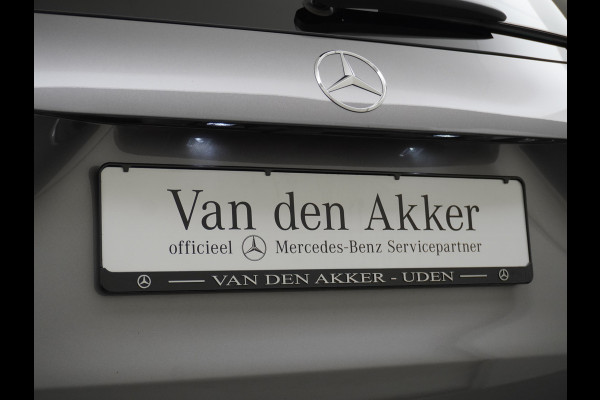 Van den Akker
officieel Mercedes-Benz Servicepartner
VAN DEN AKKER - UDEN